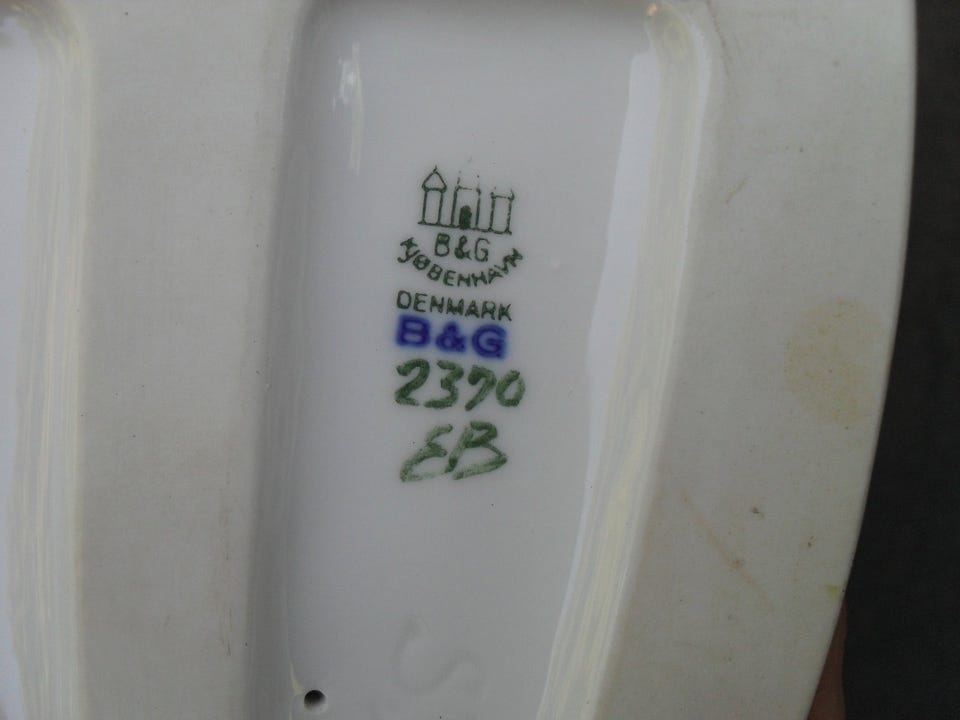 B&G
KJØBENHAVN
DENMARK
B&G
2370
EB
S